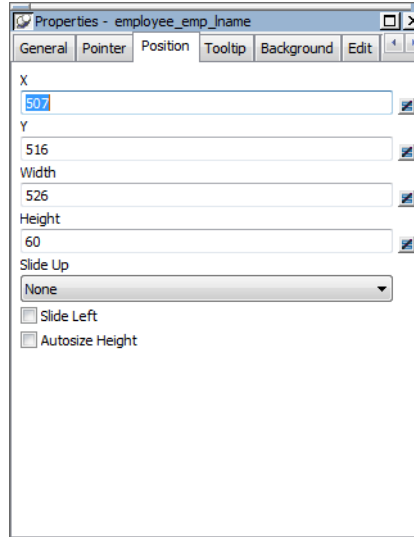 Properties - employee_emp_lname
General Pointer Position Tooltip Background Edit
X
507
Y
516
Width
526
Height
60
Slide Up
None
Slide Left
Autosize Height